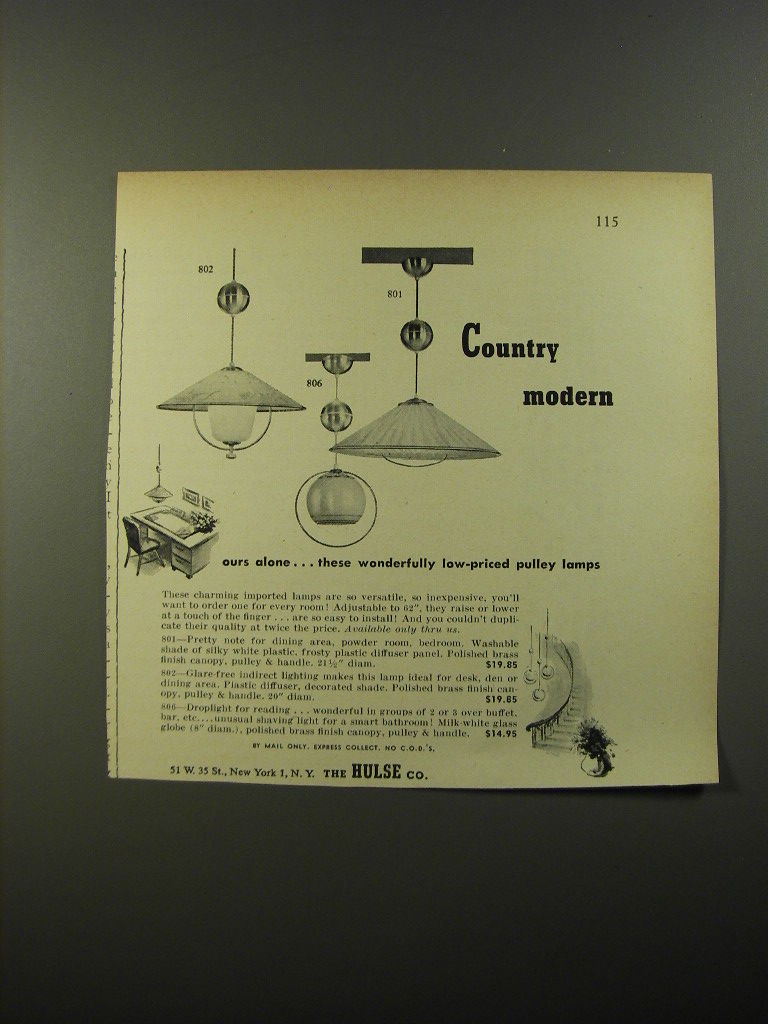 115
802
801
806
Country
modern
ours alone... these wonderfully low-priced pulley lamps
These charming imported lamps are so versatile, so inexpensive, you'll
want to order one for every room! Adjustable to 62", they raise or lower
at a touch of the finger . . . are so easy to install! And you couldn't dupli-
cate their quality at twice the price. Available only thru us.
801—Pretty note for dining area, powder room, bedroom. Washable
shade of silky white plastic, frosty plastic diffuser panel. Polished brass
finish canopy, pulley & handle. 21½" diam. $19.85
802—Glare-free indirect lighting makes this lamp ideal for desk, den or
dining area. Plastic diffuser, decorated shade. Polished brass finish can-
opy, pulley & handle. 20" diam. $19.85
806—Droplight for reading . . . wonderful in groups of 2 or 3 over buffet,
bar, etc....unusual shaving light for a smart bathroom! Milk-white glass
globe (8" diam.), polished brass finish canopy, pulley & handle. $14.95
BY MAIL ONLY. EXPRESS COLLECT. NO C.O.D.'S.
51 W. 35 St., New York 1, N. Y. THE HULSE CO.